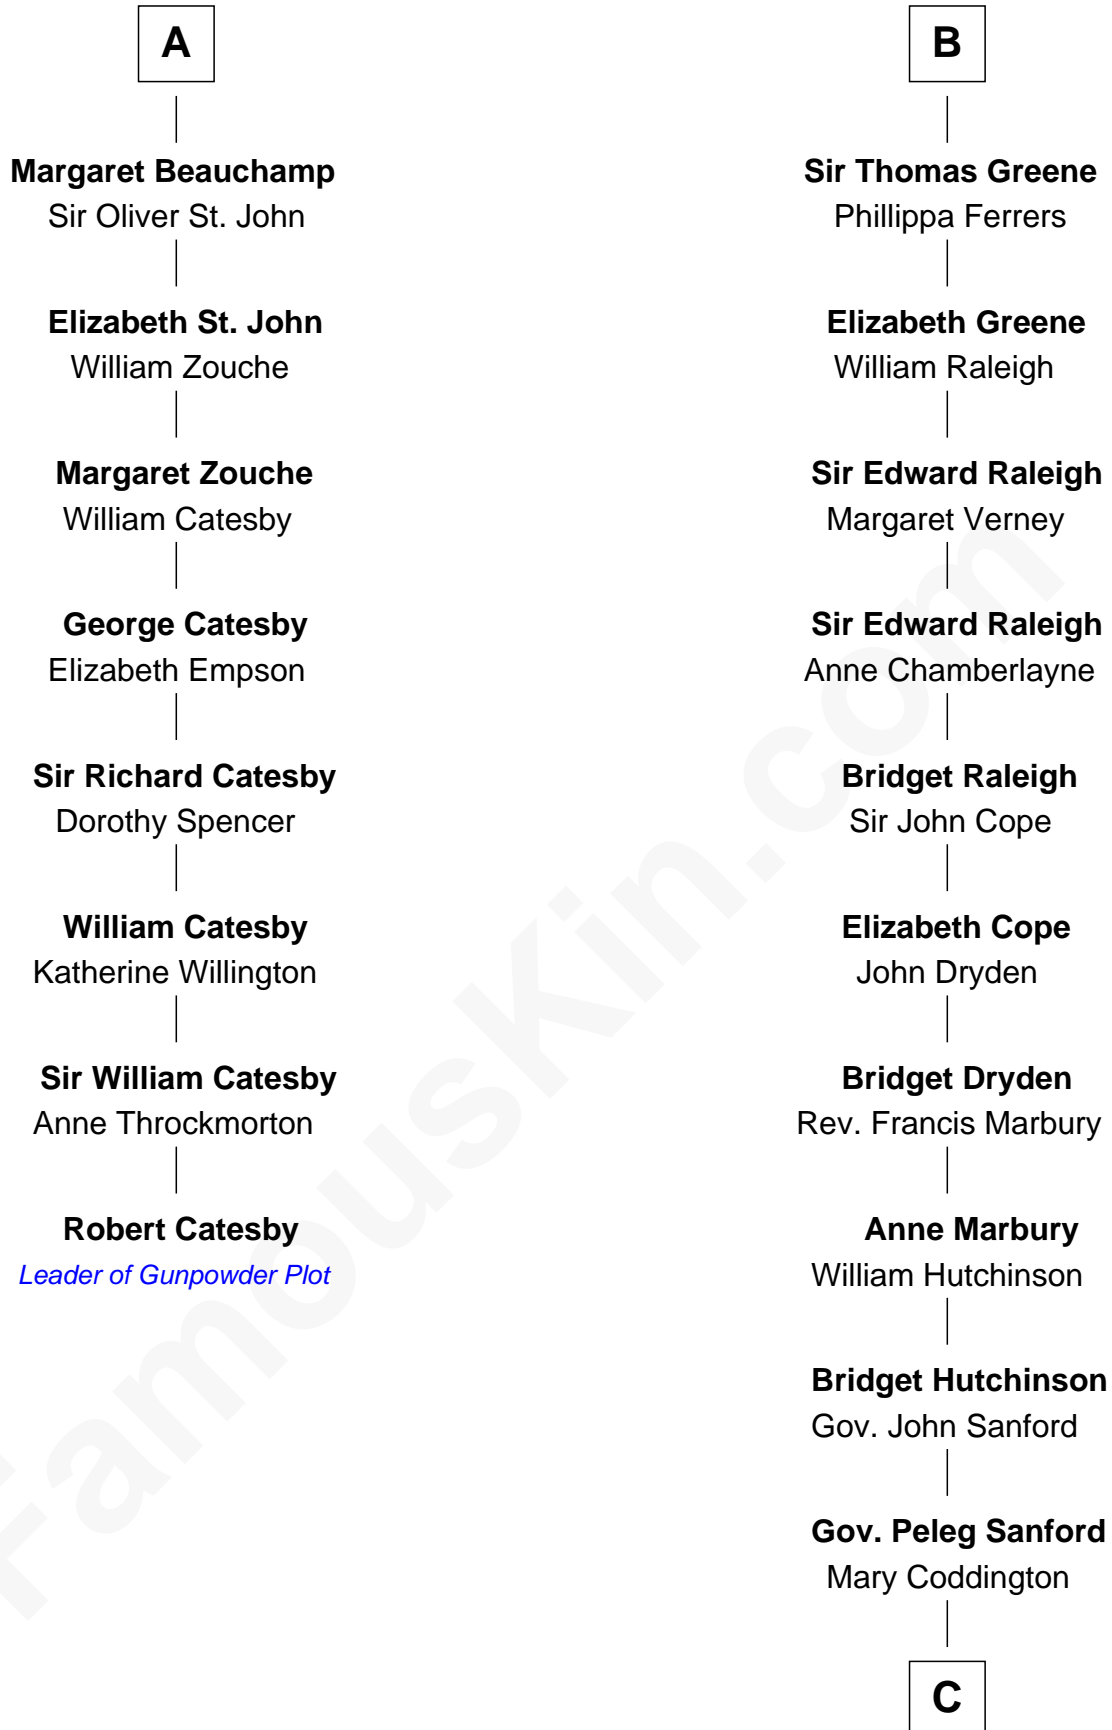 A
Margaret Beauchamp
Sir Oliver St. John
Elizabeth St. John
William Zouche
Margaret Zouche
William Catesby
George Catesby
Elizabeth Empson
Sir Richard Catesby
Dorothy Spencer
William Catesby
Katherine Willington
Sir William Catesby
Anne Throckmorton
Robert Catesby
Leader of Gunpowder Plot
B
Sir Thomas Greene
Phillippa Ferrers
Elizabeth Greene
William Raleigh
Sir Edward Raleigh
Margaret Verney
Sir Edward Raleigh
Anne Chamberlayne
Bridget Raleigh
Sir John Cope
Elizabeth Cope
John Dryden
Bridget Dryden
Rev. Francis Marbury
Anne Marbury
William Hutchinson
Bridget Hutchinson
Gov. John Sanford
Gov. Peleg Sanford
Mary Coddington
C
FamousKin.com